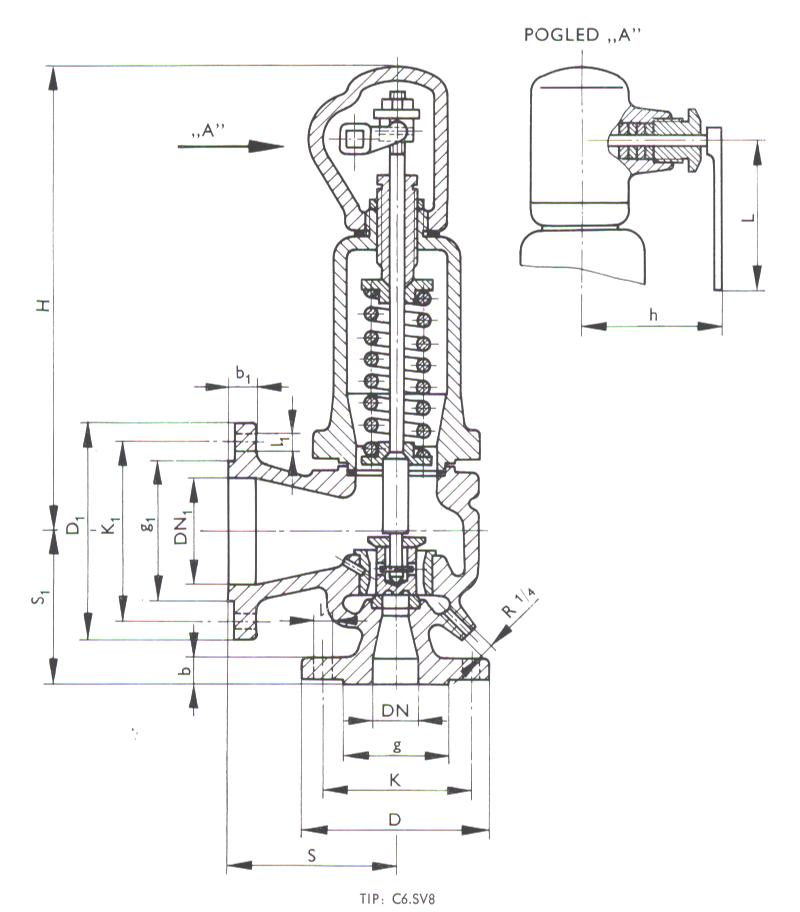 POGLED „A”
„A”
H
L
h
b₁
l₁
D₁
K₁
g₁
DN₁
S₁
l
R 1/4
b
DN
g
K
D
S
TIP: C6.SV8